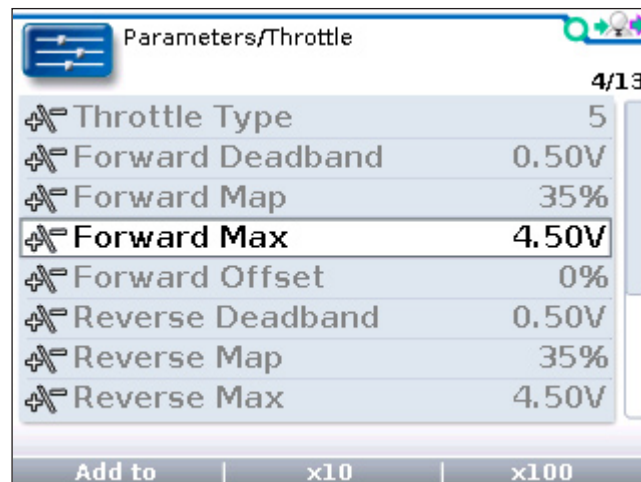 Parameters/Throttle
4/13
Throttle Type 5
Forward Deadband 0.50V
Forward Map 35%
Forward Max 4.50V
Forward Offset 0%
Reverse Deadband 0.50V
Reverse Map 35%
Reverse Max 4.50V
Add to | x10 | x100